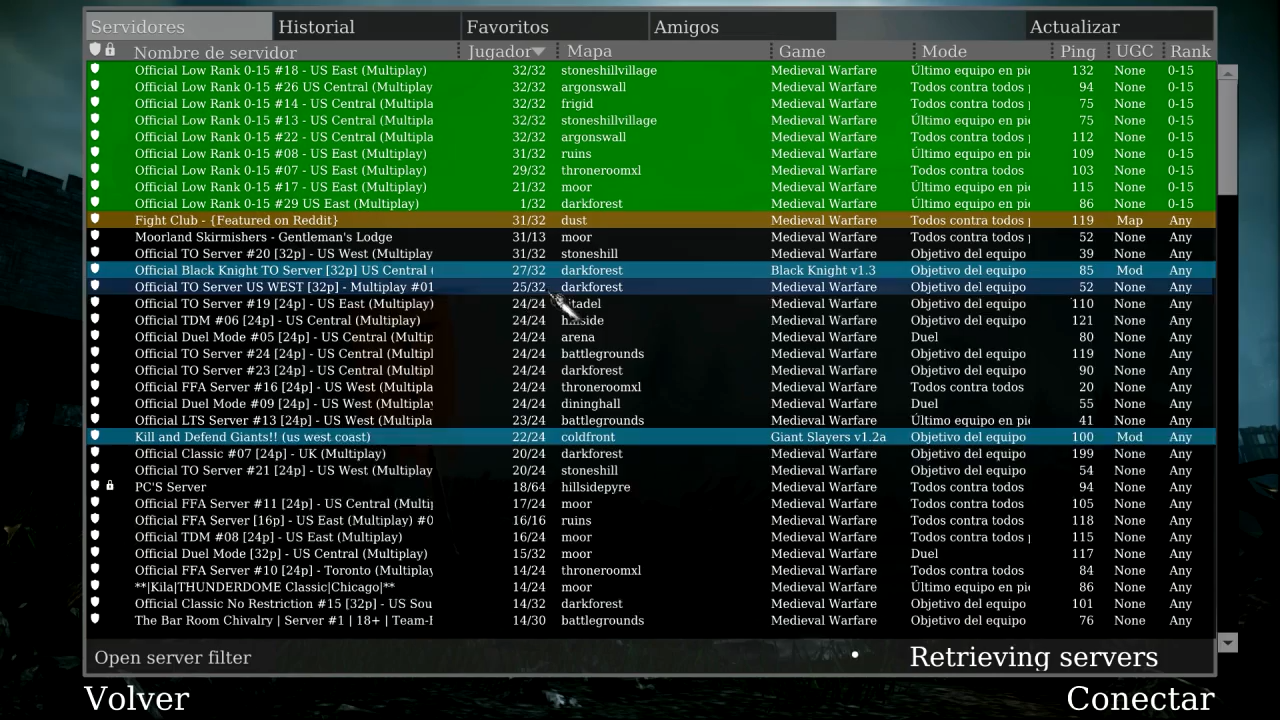 Servidores Historial Favoritos Amigos Actualizar
Nombre de servidor Jugador Mapa Game Mode Ping UGC Rank
Official Low Rank 0-15 #18 - US East (Multiplay) 32/32 stoneshillvillage Medieval Warfare Último equipo en pie 132 None 0-15
Official Low Rank 0-15 #26 US Central (Multipla 32/32 argonswall Medieval Warfare Todos contra todos 94 None 0-15
Official Low Rank 0-15 #14 - US Central (Multipla 32/32 frigid Medieval Warfare Todos contra todos 75 None 0-15
Official Low Rank 0-15 #13 - US Central (Multipla 32/32 stoneshillvillage Medieval Warfare Todos contra todos 75 None 0-15
Official Low Rank 0-15 #22 - US Central (Multipla 32/32 argonswall Medieval Warfare Todos contra todos 112 None 0-15
Official Low Rank 0-15 #08 - US East (Multiplay) 31/32 ruins Medieval Warfare Último equipo en pie 109 None 0-15
Official Low Rank 0-15 #07 - US East (Multiplay) 29/32 throneroomxl Medieval Warfare Todos contra todos 103 None 0-15
Official Low Rank 0-15 #17 - US East (Multiplay) 21/32 moor Medieval Warfare Último equipo en pie 115 None 0-15
Official Low Rank 0-15 #29 US East (Multiplay) 1/32 darkforest Medieval Warfare Último equipo en pie 86 None 0-15
Fight Club - {Featured on Reddit} 31/32 dust Medieval Warfare Todos contra todos 119 Map Any
Moorland Skirmishers - Gentleman's Lodge 31/13 moor Medieval Warfare Todos contra todos 52 None Any
Official TO Server #20 [32p] - US West (Multiplay 31/32 stoneshill Medieval Warfare Objetivo del equipo 39 None Any
Official Black Knight TO Server [32p] US Central ( 27/32 darkforest Black Knight v1.3 Objetivo del equipo 85 Mod Any
Official TO Server US WEST [32p] - Multiplay #01 25/32 darkforest Medieval Warfare Objetivo del equipo 52 None Any
Official TO Server #19 [24p] - US East (Multiplay) 24/24 citadel Medieval Warfare Objetivo del equipo 110 None Any
Official TDM #06 [24p] - US Central (Multiplay) 24/24 hillside Medieval Warfare Objetivo del equipo 121 None Any
Official Duel Mode #05 [24p] - US Central (Multip 24/24 arena Medieval Warfare Duel 80 None Any
Official TO Server #24 [24p] - US Central (Multipl 24/24 battlegrounds Medieval Warfare Objetivo del equipo 119 None Any
Official TO Server #23 [24p] - US Central (Multipl 24/24 darkforest Medieval Warfare Objetivo del equipo 90 None Any
Official FFA Server #16 [24p] - US West (Multipla 24/24 throneroomxl Medieval Warfare Todos contra todos 20 None Any
Official Duel Mode #09 [24p] - US West (Multiplay 24/24 dininghall Medieval Warfare Duel 55 None Any
Official LTS Server #13 [24p] - US West (Multipla 23/24 battlegrounds Medieval Warfare Último equipo en pie 41 None Any
Kill and Defend Giants!! (us west coast) 22/24 coldfront Giant Slayers v1.2a Objetivo del equipo 100 Mod Any
Official Classic #07 [24p] - UK (Multiplay) 20/24 darkforest Medieval Warfare Objetivo del equipo 199 None Any
Official TO Server #21 [24p] - US West (Multiplay 20/24 stoneshill Medieval Warfare Objetivo del equipo 54 None Any
PC'S Server 18/64 hillsidepyre Medieval Warfare Todos contra todos 94 None Any
Official FFA Server #11 [24p] - US Central (Multip 17/24 moor Medieval Warfare Todos contra todos 105 None Any
Official FFA Server [16p] - US East (Multiplay) #0 16/16 ruins Medieval Warfare Todos contra todos 118 None Any
Official TDM #08 [24p] - US East (Multiplay) 16/24 moor Medieval Warfare Todos contra todos 115 None Any
Official Duel Mode [32p] - US Central (Multiplay) 15/32 moor Medieval Warfare Duel 117 None Any
Official FFA Server #10 [24p] - Toronto (Multiplay 14/24 throneroomxl Medieval Warfare Todos contra todos 84 None Any
**|Kila|THUNDERDOME Classic|Chicago|** 14/24 moor Medieval Warfare Último equipo en pie 86 None Any
Official Classic No Restriction #15 [32p] - US Sou 14/32 darkforest Medieval Warfare Objetivo del equipo 101 None Any
The Bar Room Chivalry | Server #1 | 18+ | Team-F 14/30 battlegrounds Medieval Warfare Objetivo del equipo 76 None Any
Open server filter Retrieving servers
Volver Conectar